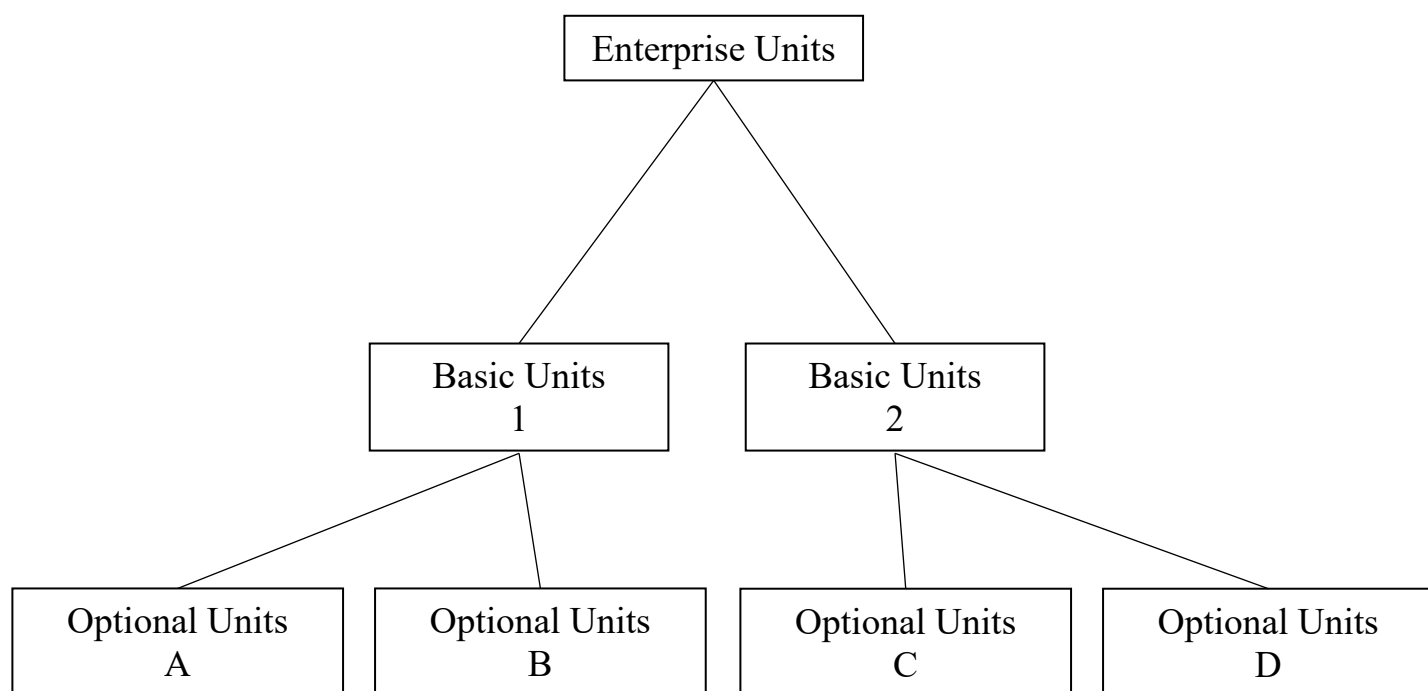 Enterprise Units
Basic Units
1
Basic Units
2
Optional Units
A
Optional Units
B
Optional Units
C
Optional Units
D